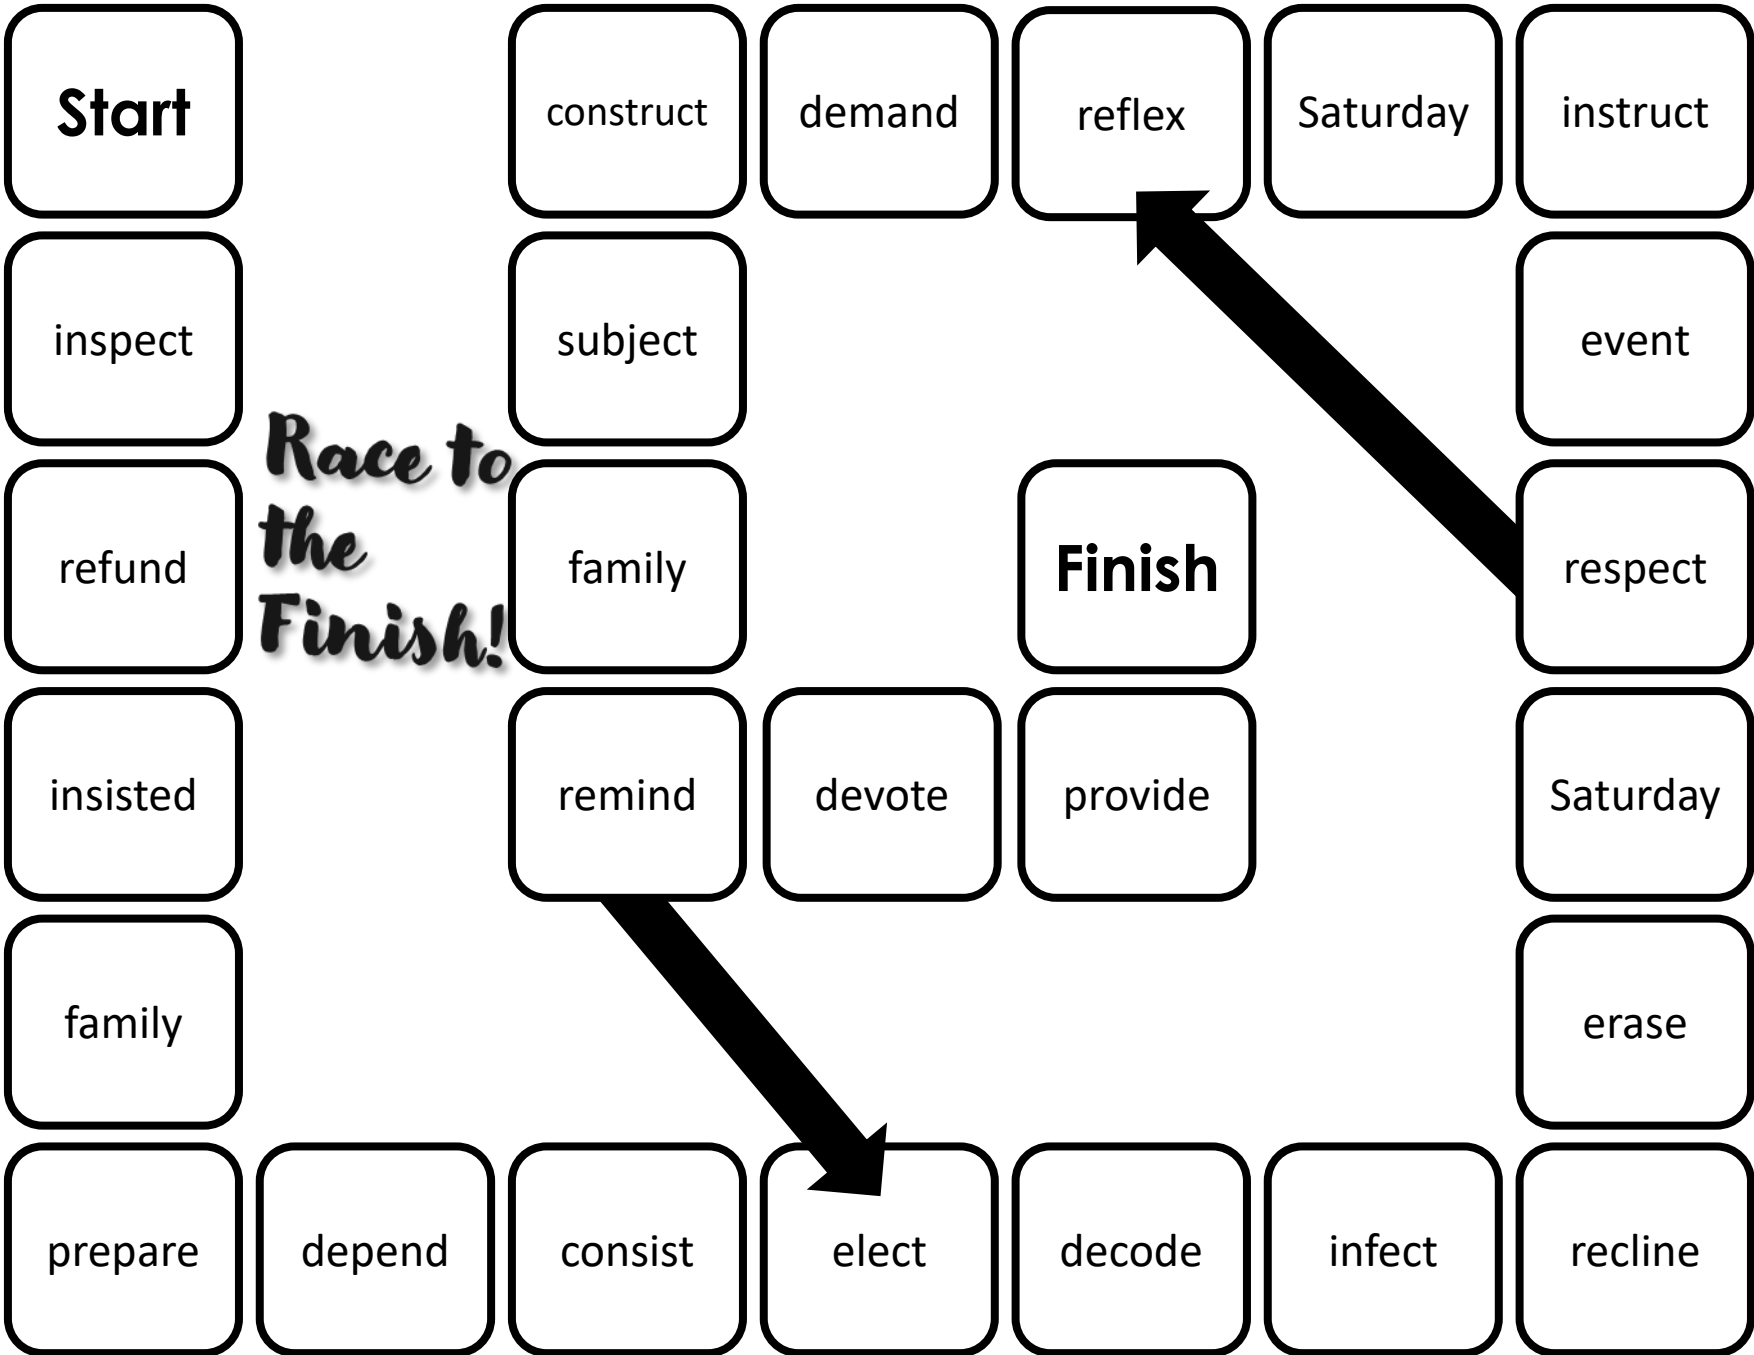 Start
construct
demand
reflex
Saturday
instruct
inspect
subject
event
Race to
the
Finish!
refund
family
Finish
respect
insisted
remind
devote
provide
Saturday
family
erase
prepare
depend
consist
elect
decode
infect
recline